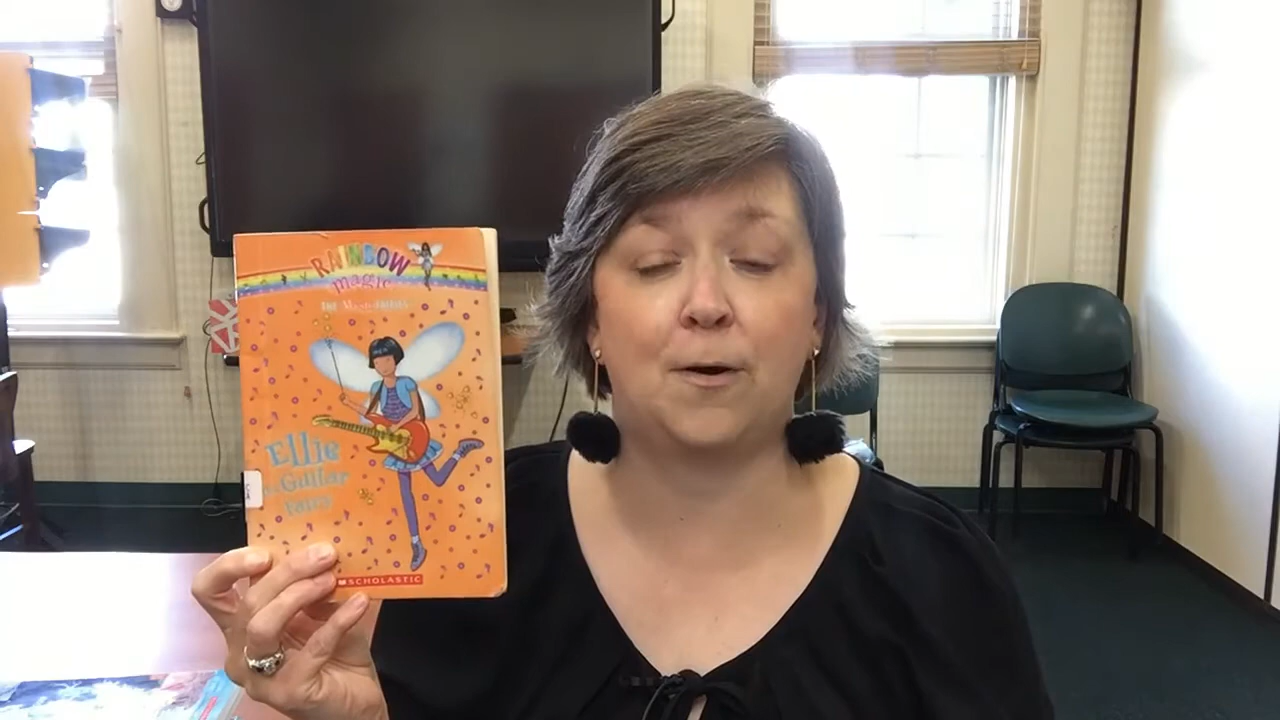 RAINBOW
magic
THE Music FAIRIES
Ellie
the Guitar
Fairy
SCHOLASTIC